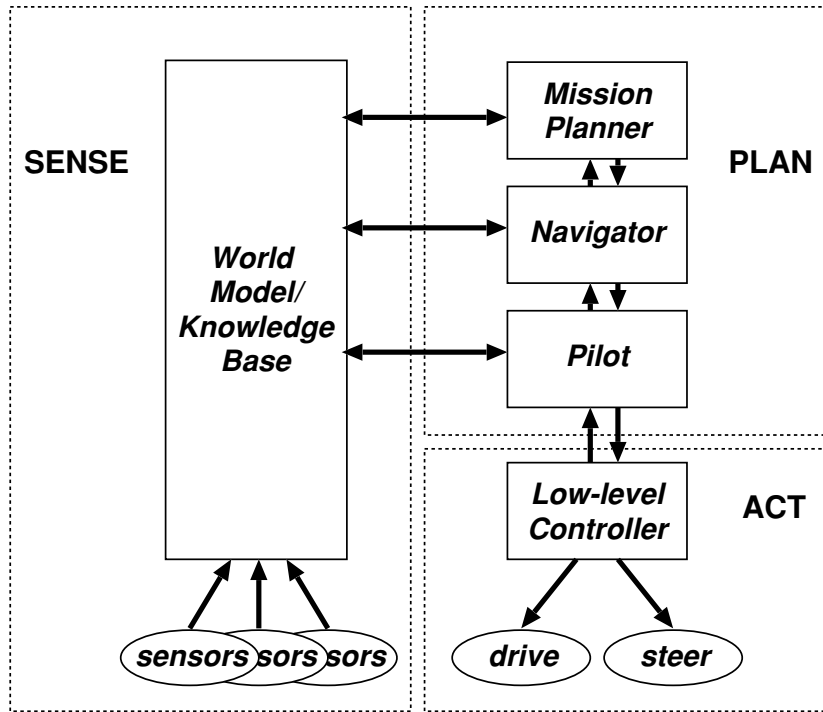 SENSE
World
Model/
Knowledge
Base
sensors
sors
sors
PLAN
Mission
Planner
Navigator
Pilot
ACT
Low-level
Controller
drive
steer